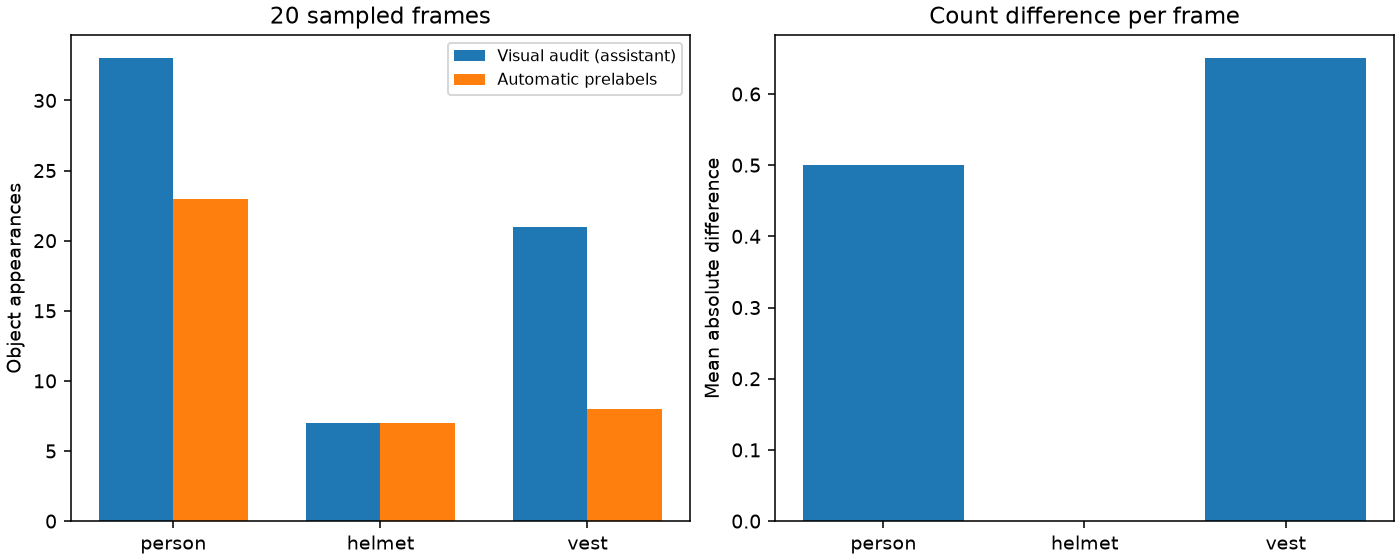 20 sampled frames
Object appearances
0
5
10
15
20
25
30
person
helmet
vest
Visual audit (assistant)
Automatic prelabels
Count difference per frame
Mean absolute difference
0.0
0.1
0.2
0.3
0.4
0.5
0.6
person
helmet
vest